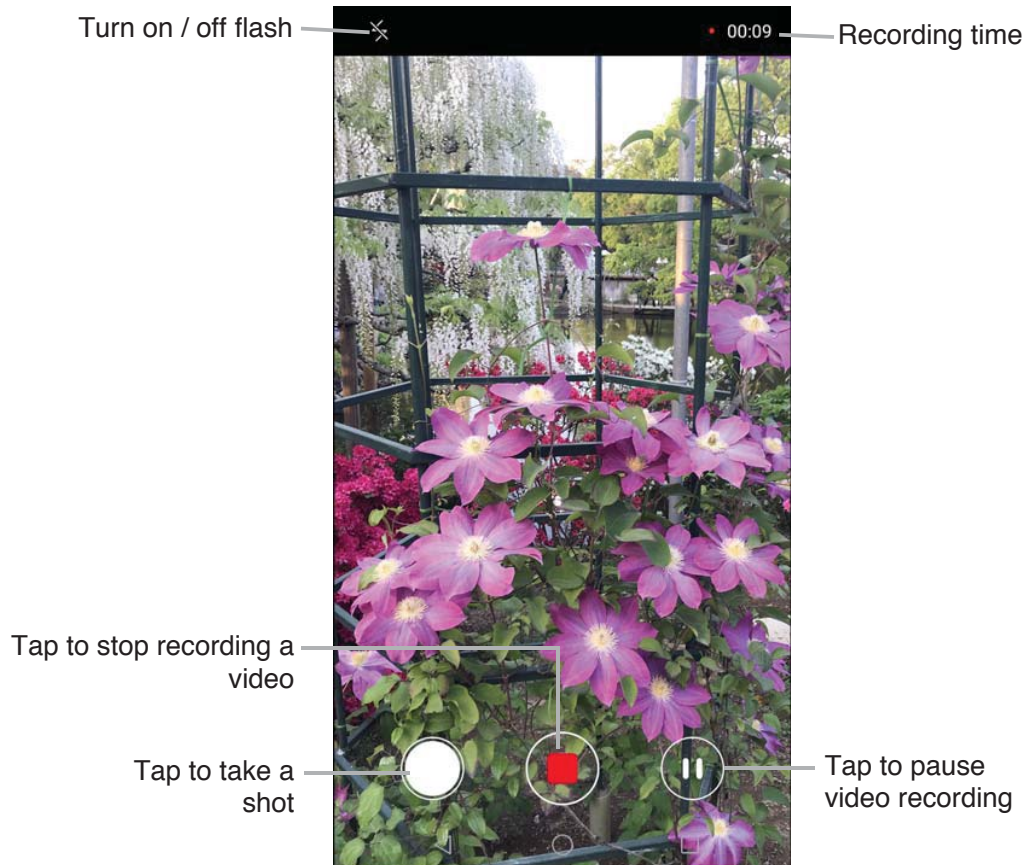 Turn on / off flash
00:09
Recording time
Tap to stop recording a
video
Tap to take a
shot
Tap to pause
video recording